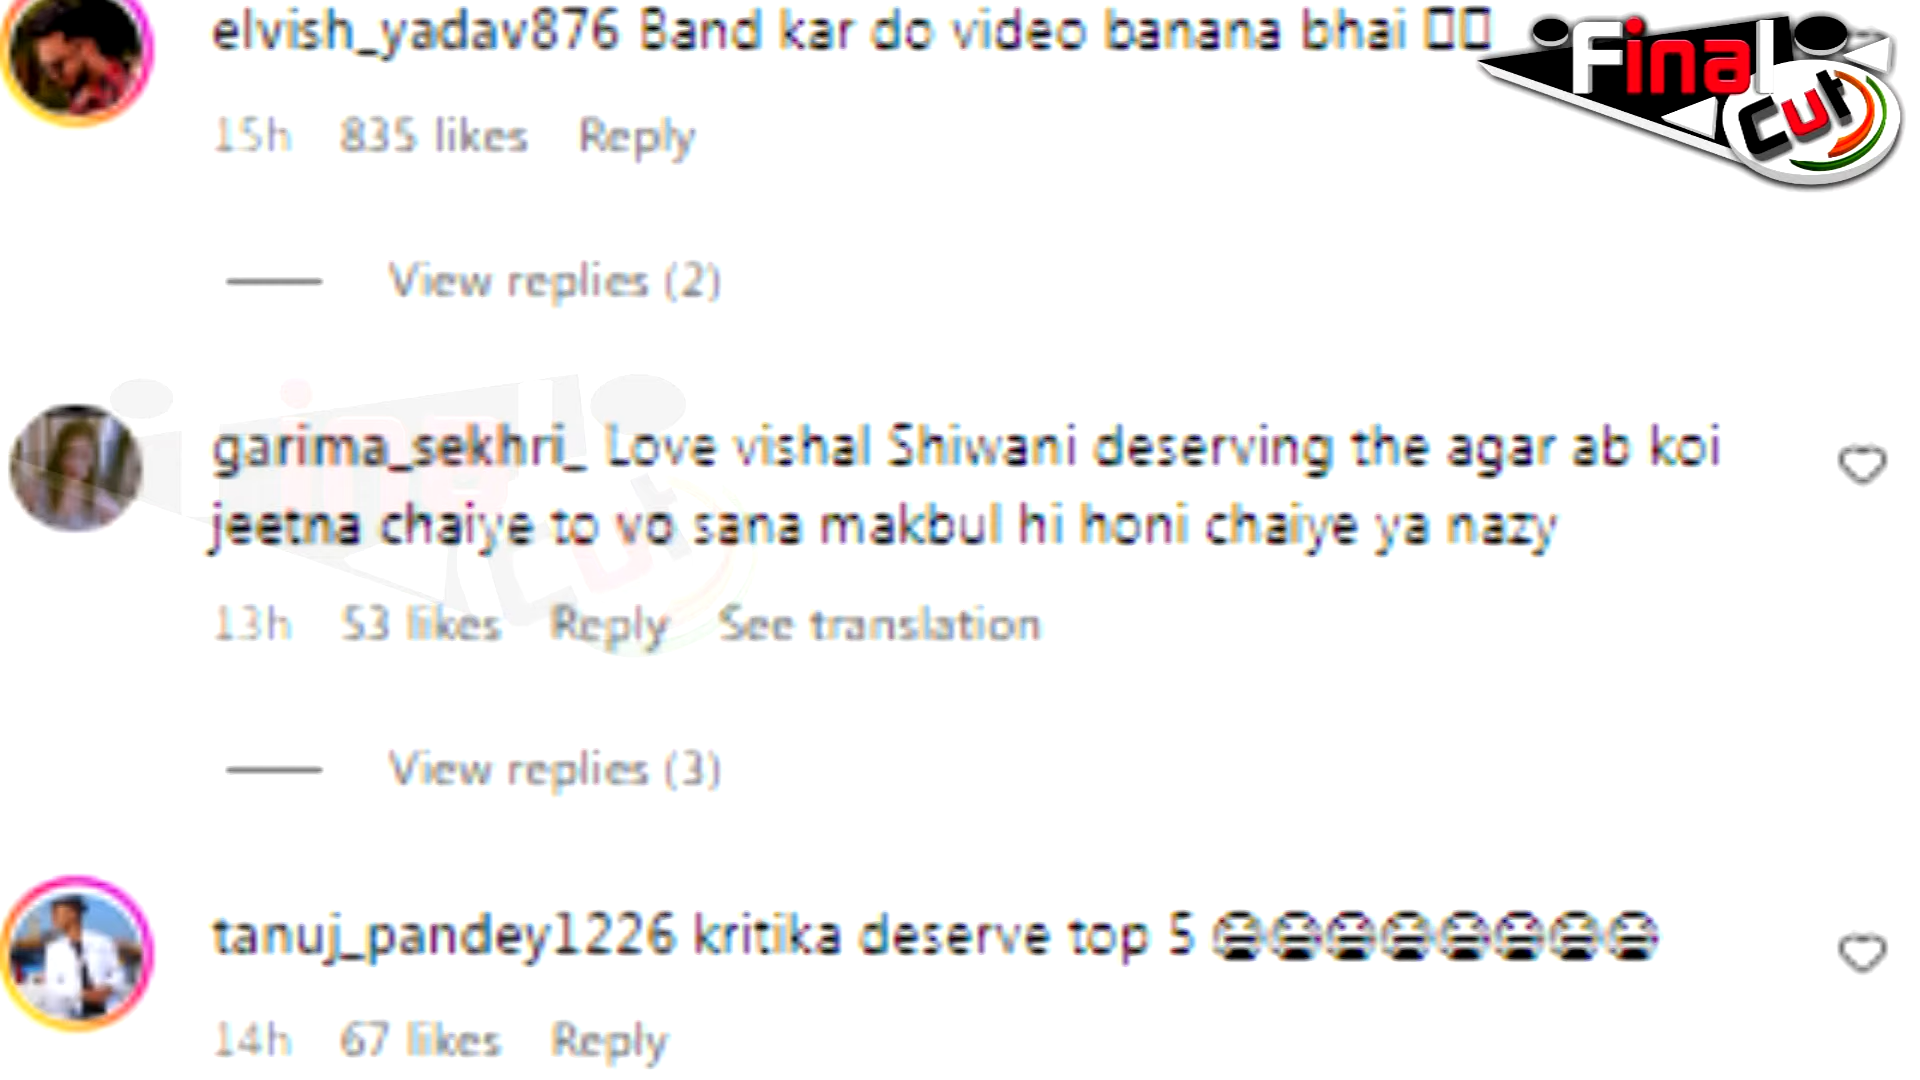 elvish_yadav876 Band kar do video banana bhai
Final
Cut
15h 835 likes Reply
View replies (2)
garima_sekhri_ Love vishal Shiwani deserving the agar ab koi
jeetna chaiye to vo sana makbul hi honi chaiye ya nazy
13h 53 likes Reply See translation
View replies (3)
tanuj_pandey1226 kritika deserve top 5 😭😭😭😭😭😭😭😭
14h 67 likes Reply